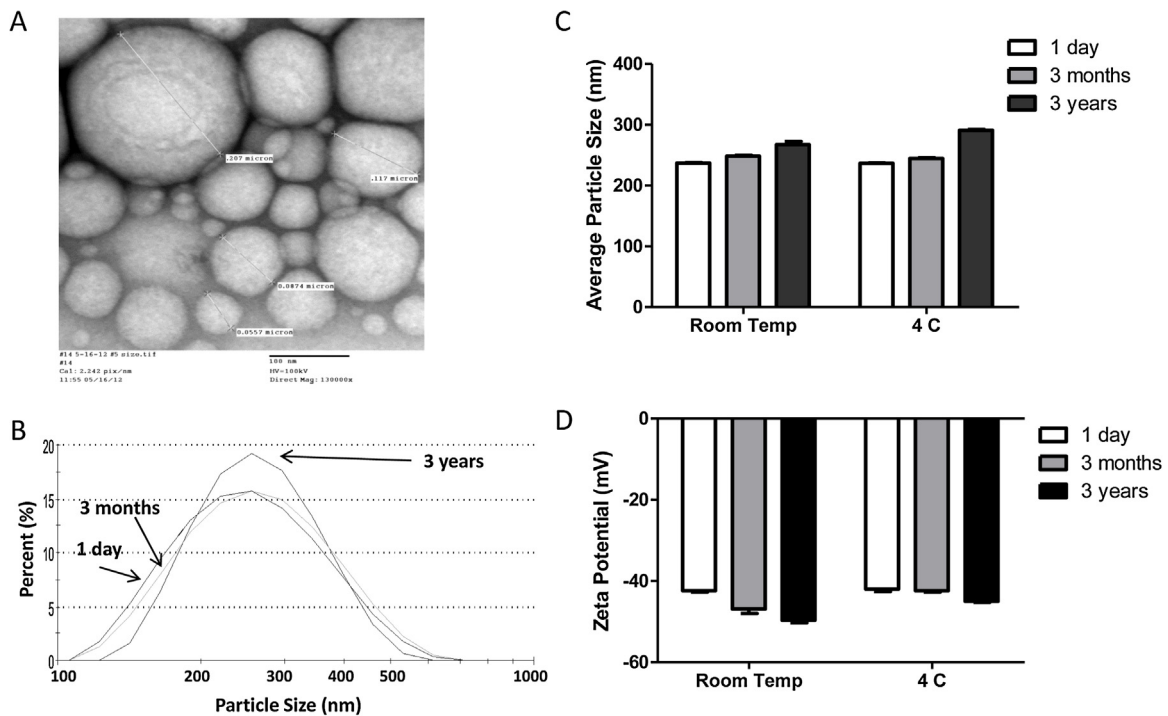 A
.207 micron
.117 micron
0.0874 micron
0.0557 micron
#14 5-16-12 #5 size.tif
#14
Cal: 2.242 pix/nm
11:55 05/16/12
100 nm
HV=100kV
Direct Mag: 130000x
B
20
15
10
5
0
Percent (%)
3 years
3 months
1 day
100
200
300
400
500
1000
Particle Size (nm)
C
1 day
3 months
3 years
400
300
200
100
0
Average Particle Size (nm)
Room Temp
4 C
D
1 day
3 months
3 years
0
-20
-40
-60
Zeta Potential (mV)
Room Temp
4 C